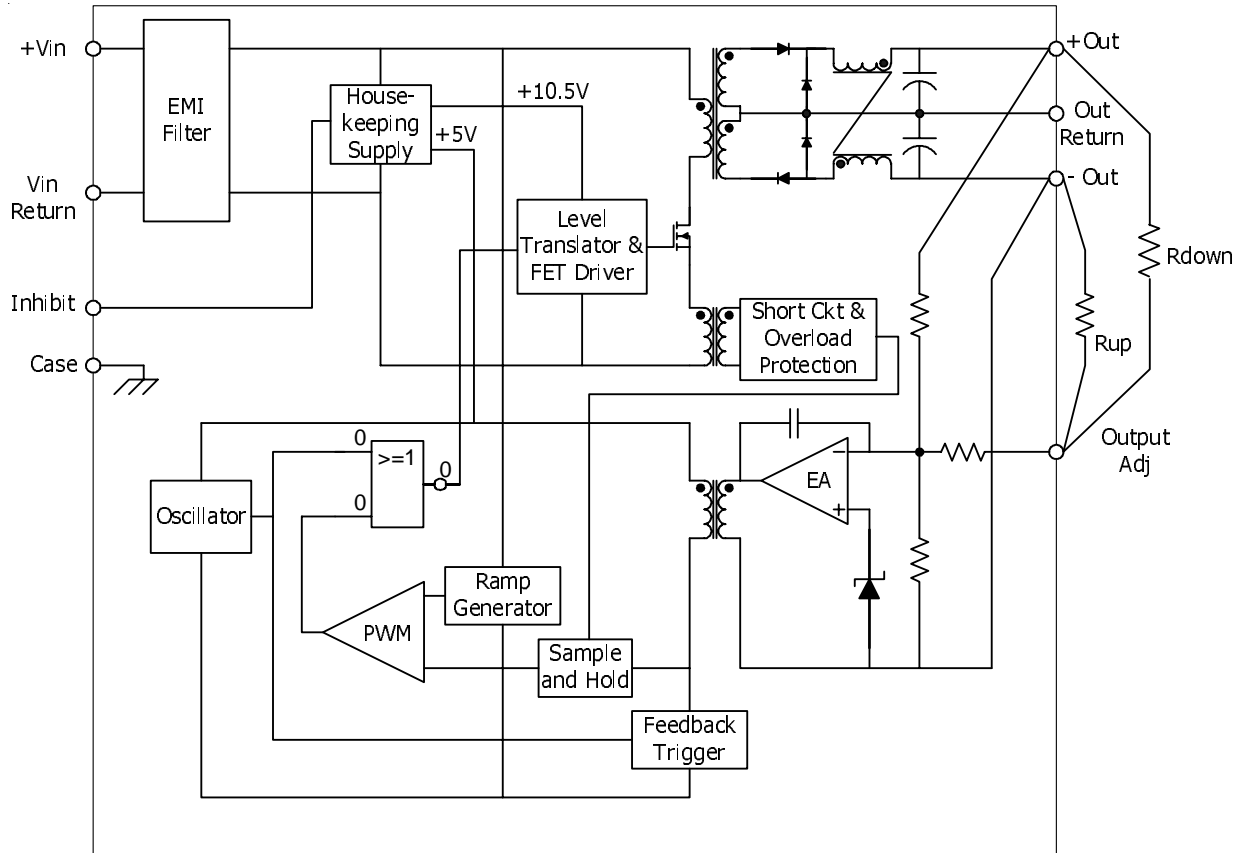 +Vin
EMI
Filter
House-
keeping
Supply
+10.5V
+5V
+Out
Out
Return
- Out
Vin
Return
Level
Translator &
FET Driver
Rdown
Inhibit
Short Ckt &
Overload
Protection
Rup
Case
0
>=1
0
0
Output
Adj
EA
−
+
Oscillator
Ramp
Generator
PWM
Sample
and Hold
Feedback
Trigger